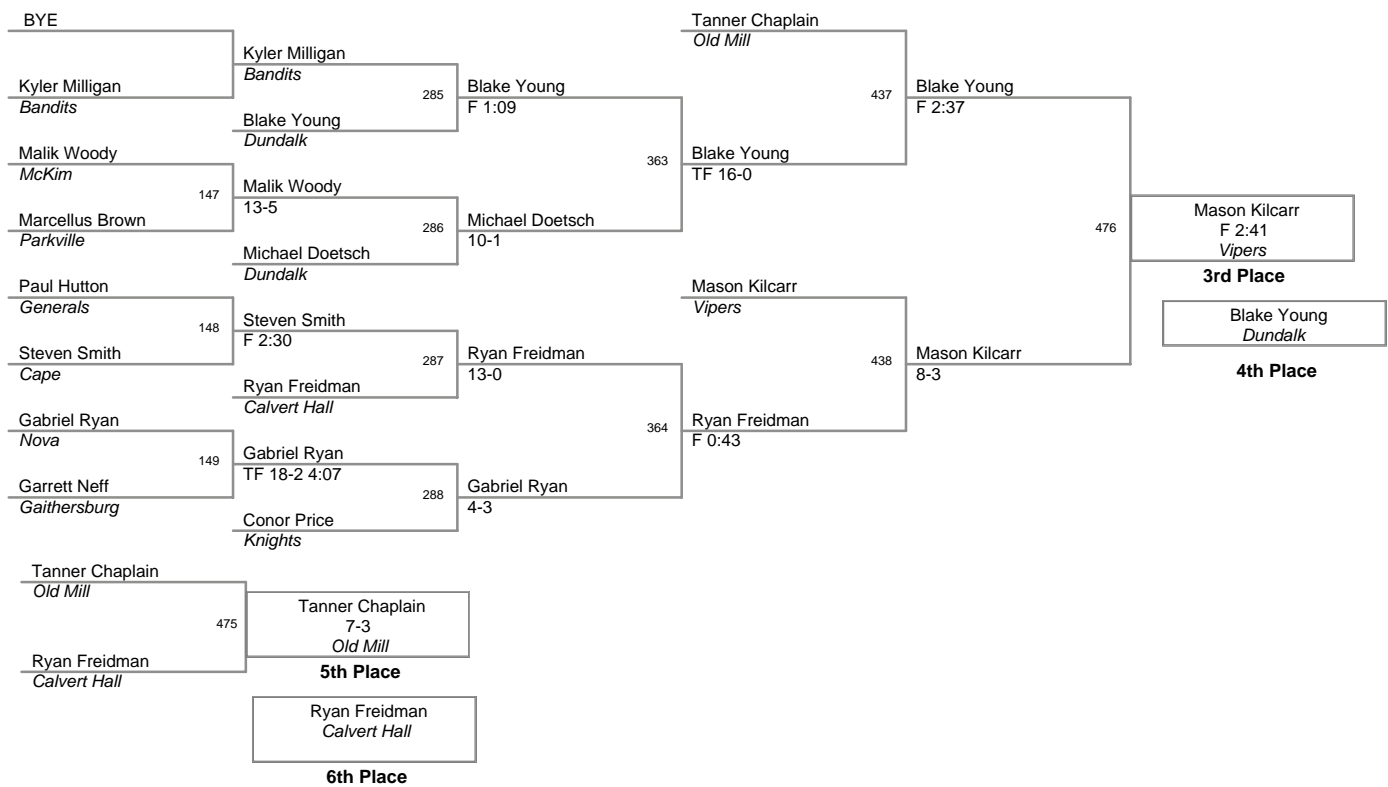 BYE
Kyler Milligan
Bandits
Malik Woody
McKim
Marcellus Brown
Parkville
Paul Hutton
Generals
Steven Smith
Cape
Gabriel Ryan
Nova
Garrett Neff
Gaithersburg
147
148
149
Kyler Milligan
Bandits
Blake Young
Dundalk
Malik Woody
13-5
Michael Doetsch
Dundalk
Steven Smith
F 2:30
Ryan Freidman
Calvert Hall
Gabriel Ryan
TF 18-2 4:07
Conor Price
Knights
285
286
287
288
Blake Young
F 1:09
Michael Doetsch
10-1
Ryan Freidman
13-0
Gabriel Ryan
4-3
363
364
Tanner Chaplain
Old Mill
Blake Young
TF 16-0
Mason Kilcarr
Vipers
Ryan Freidman
F 0:43
437
438
Blake Young
F 2:37
Mason Kilcarr
8-3
476
Mason Kilcarr
F 2:41
Vipers
3rd Place
Blake Young
Dundalk
4th Place
Tanner Chaplain
Old Mill
Ryan Freidman
Calvert Hall
475
Tanner Chaplain
7-3
Old Mill
5th Place
Ryan Freidman
Calvert Hall
6th Place